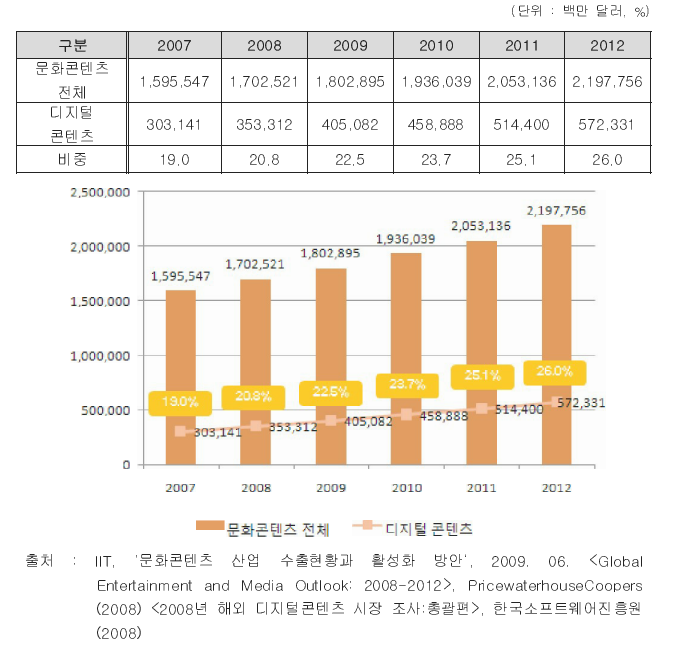 (단위 : 백만 달러, %)
구분 2007 2008 2009 2010 2011 2012
문화콘텐츠
전체 1,595,547 1,702,521 1,802,895 1,936,039 2,053,136 2,197,756
디지털
콘텐츠 303,141 353,312 405,082 458,888 514,400 572,331
비중 19.0 20.8 22.5 23.7 25.1 26.0
2,500,000
2,000,000
1,500,000
1,000,000
500,000
0
1,595,547 1,702,521 1,802,895 1,936,039 2,053,136 2,197,756
19.0% 20.8% 22.5% 23.7% 25.1% 26.0%
303,141 353,312 405,082 458,888 514,400 572,331
2007 2008 2009 2010 2011 2012
문화콘텐츠 전체 디지털 콘텐츠
출처 : IIT, '문화콘텐츠 산업 수출현황과 활성화 방안', 2009. 06. <Global
Entertainment and Media Outlook: 2008-2012>, PricewaterhouseCoopers
(2008) <2008년 해외 디지털콘텐츠 시장 조사:총괄편>, 한국소프트웨어진흥원
(2008)